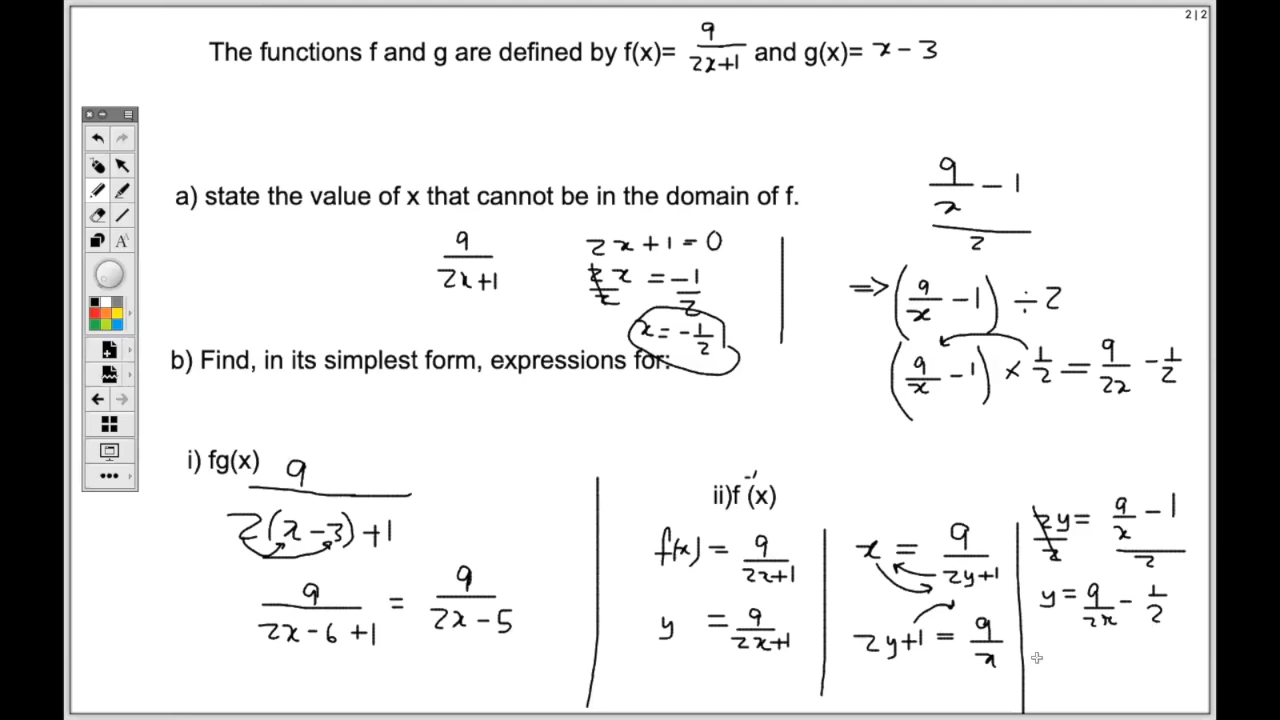 2|2
The functions f and g are defined by f(x)= 9/(2x+1) and g(x)= x - 3
a) state the value of x that cannot be in the domain of f.
9/(2x+1)
2x+1=0
2x/2 = -1/2
x = -1/2
(9/x - 1)/2
=> (9/x - 1) ÷ 2
(9/x - 1) × 1/2 = 9/2x - 1/2
b) Find, in its simplest form, expressions for:
i) fg(x)
9/(2(x-3)+1)
9/(2x-6+1) = 9/(2x-5)
ii)f⁻¹(x)
f(x) = 9/(2x+1)
y = 9/(2x+1)
x = 9/(2y+1)
2y+1 = 9/x
2y/2 = (9/x - 1)/2
y = 9/2x - 1/2
A